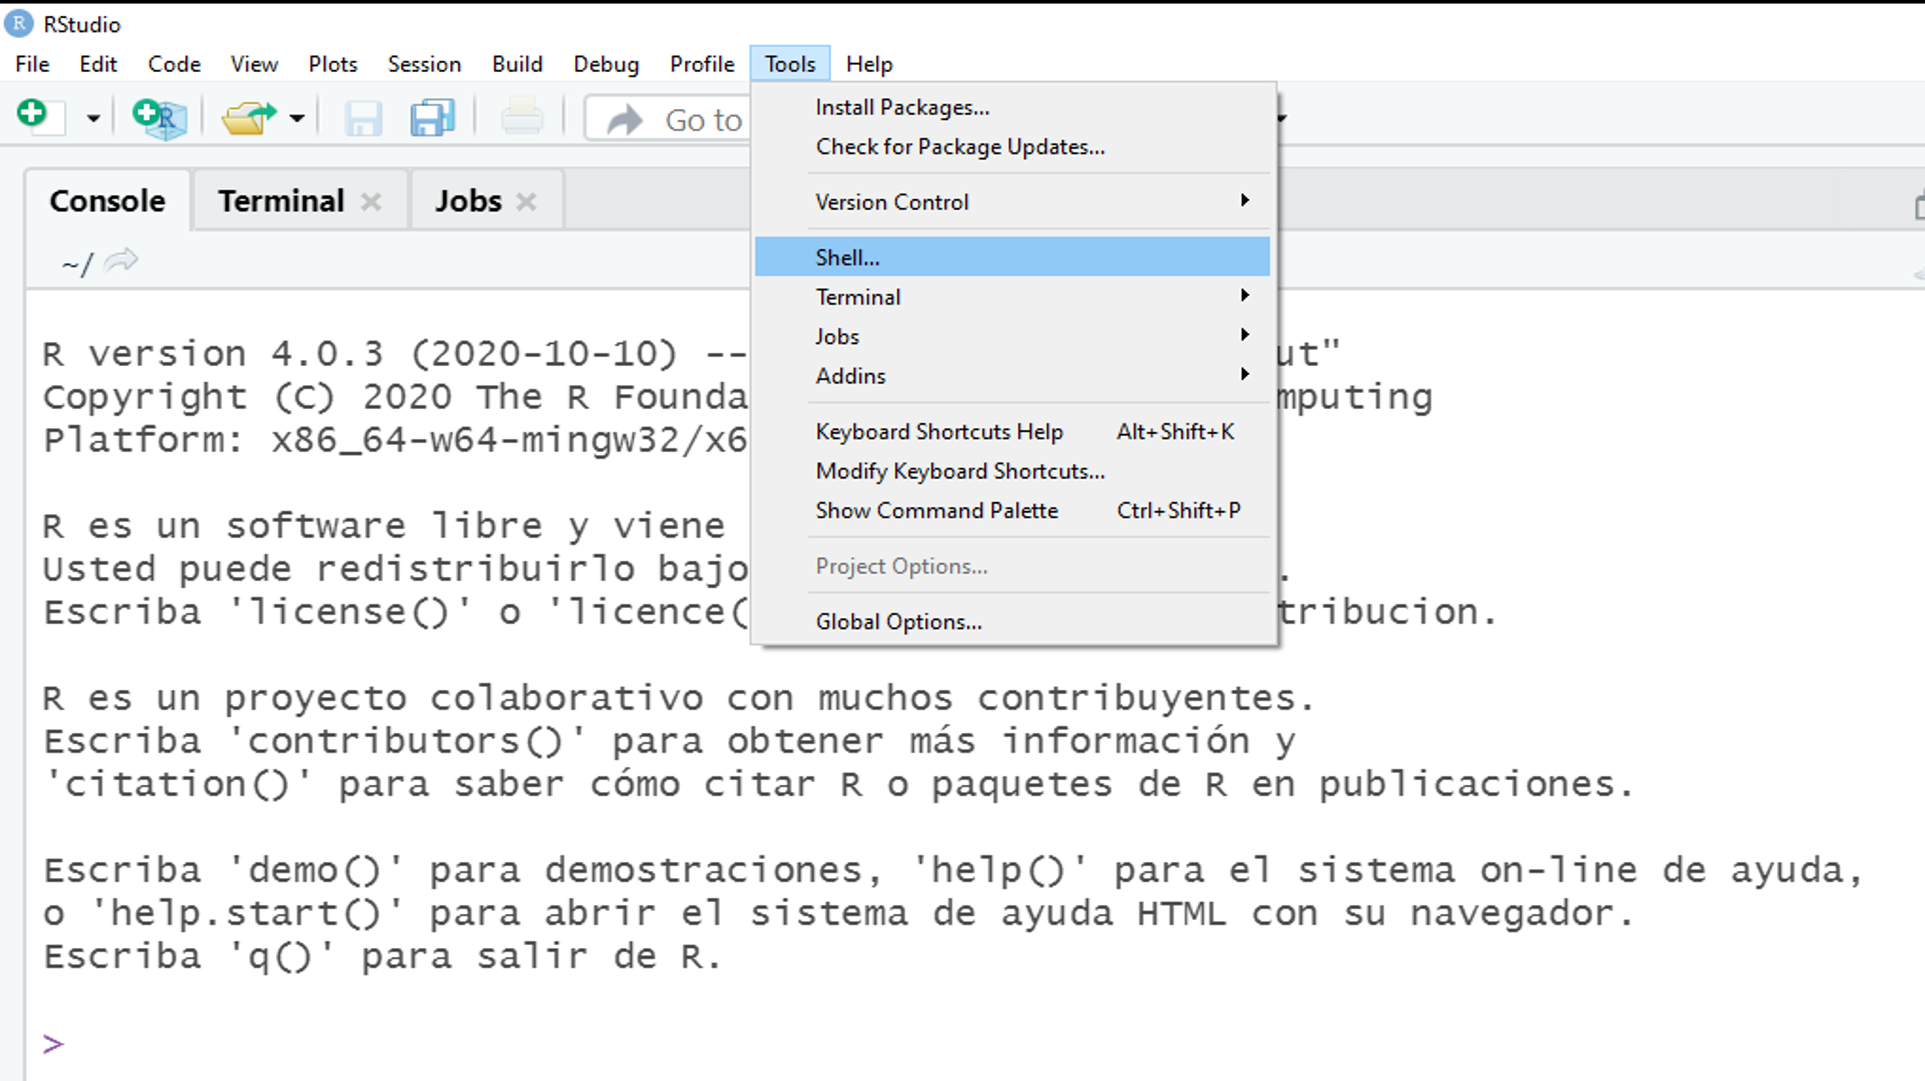 RStudio
File Edit Code View Plots Session Build Debug Profile Tools Help
Go to
Install Packages...
Check for Package Updates...
Version Control
Shell...
Terminal
Jobs
Addins
Keyboard Shortcuts Help Alt+Shift+K
Modify Keyboard Shortcuts...
Show Command Palette Ctrl+Shift+P
Project Options...
Global Options...
Console Terminal Jobs
~/
R version 4.0.3 (2020-10-10) -- ut"
Copyright (C) 2020 The R Founda mputing
Platform: x86_64-w64-mingw32/x6
R es un software libre y viene
Usted puede redistribuirlo bajo .
Escriba 'license()' o 'licence( tribucion.
R es un proyecto colaborativo con muchos contribuyentes.
Escriba 'contributors()' para obtener más información y
'citation()' para saber cómo citar R o paquetes de R en publicaciones.
Escriba 'demo()' para demostraciones, 'help()' para el sistema on-line de ayuda,
o 'help.start()' para abrir el sistema de ayuda HTML con su navegador.
Escriba 'q()' para salir de R.
>